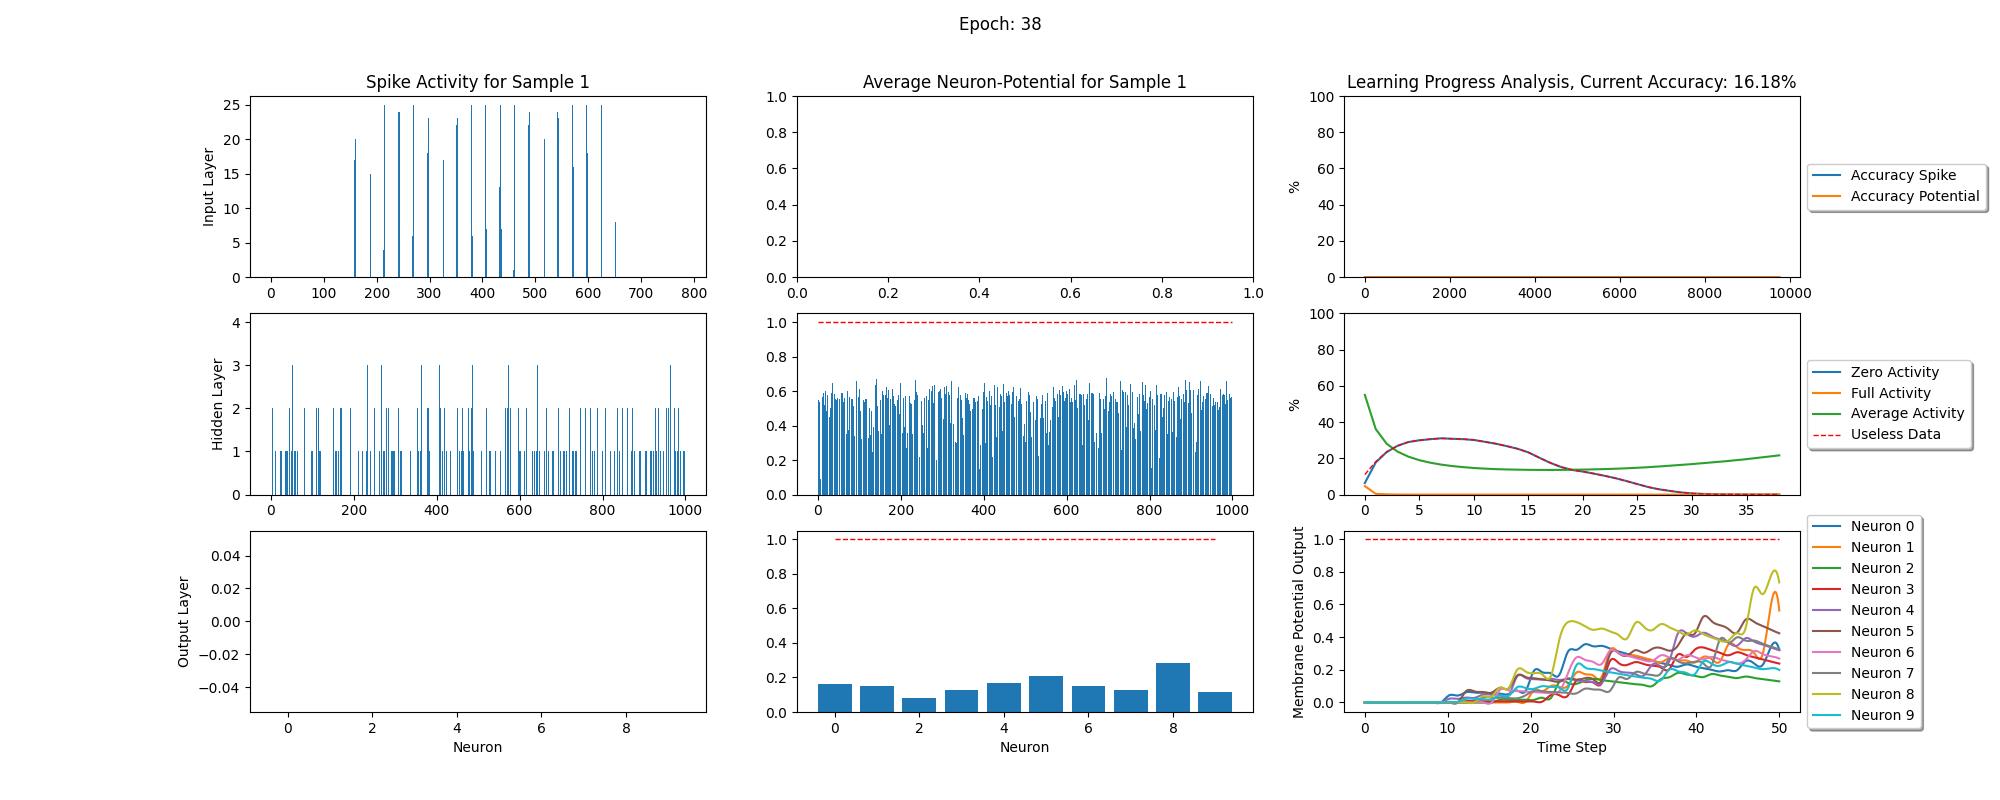 Epoch: 38
Spike Activity for Sample 1
Average Neuron-Potential for Sample 1
Learning Progress Analysis, Current Accuracy: 16.18%
Input Layer
25
20
15
10
5
0
0 100 200 300 400 500 600 700 800
1.0
0.8
0.6
0.4
0.2
0.0
0.0 0.2 0.4 0.6 0.8 1.0
%
100
80
60
40
20
0
0 2000 4000 6000 8000 10000
Accuracy Spike
Accuracy Potential
Hidden Layer
4
3
2
1
0
0 200 400 600 800 1000
1.0
0.8
0.6
0.4
0.2
0.0
0 200 400 600 800 1000
%
100
80
60
40
20
0
0 5 10 15 20 25 30 35
Zero Activity
Full Activity
Average Activity
Useless Data
Output Layer
0.04
0.02
0.00
−0.02
−0.04
0 2 4 6 8
Neuron
1.0
0.8
0.6
0.4
0.2
0.0
0 2 4 6 8
Neuron
Membrane Potential Output
1.0
0.8
0.6
0.4
0.2
0.0
0 10 20 30 40 50
Time Step
Neuron 0
Neuron 1
Neuron 2
Neuron 3
Neuron 4
Neuron 5
Neuron 6
Neuron 7
Neuron 8
Neuron 9